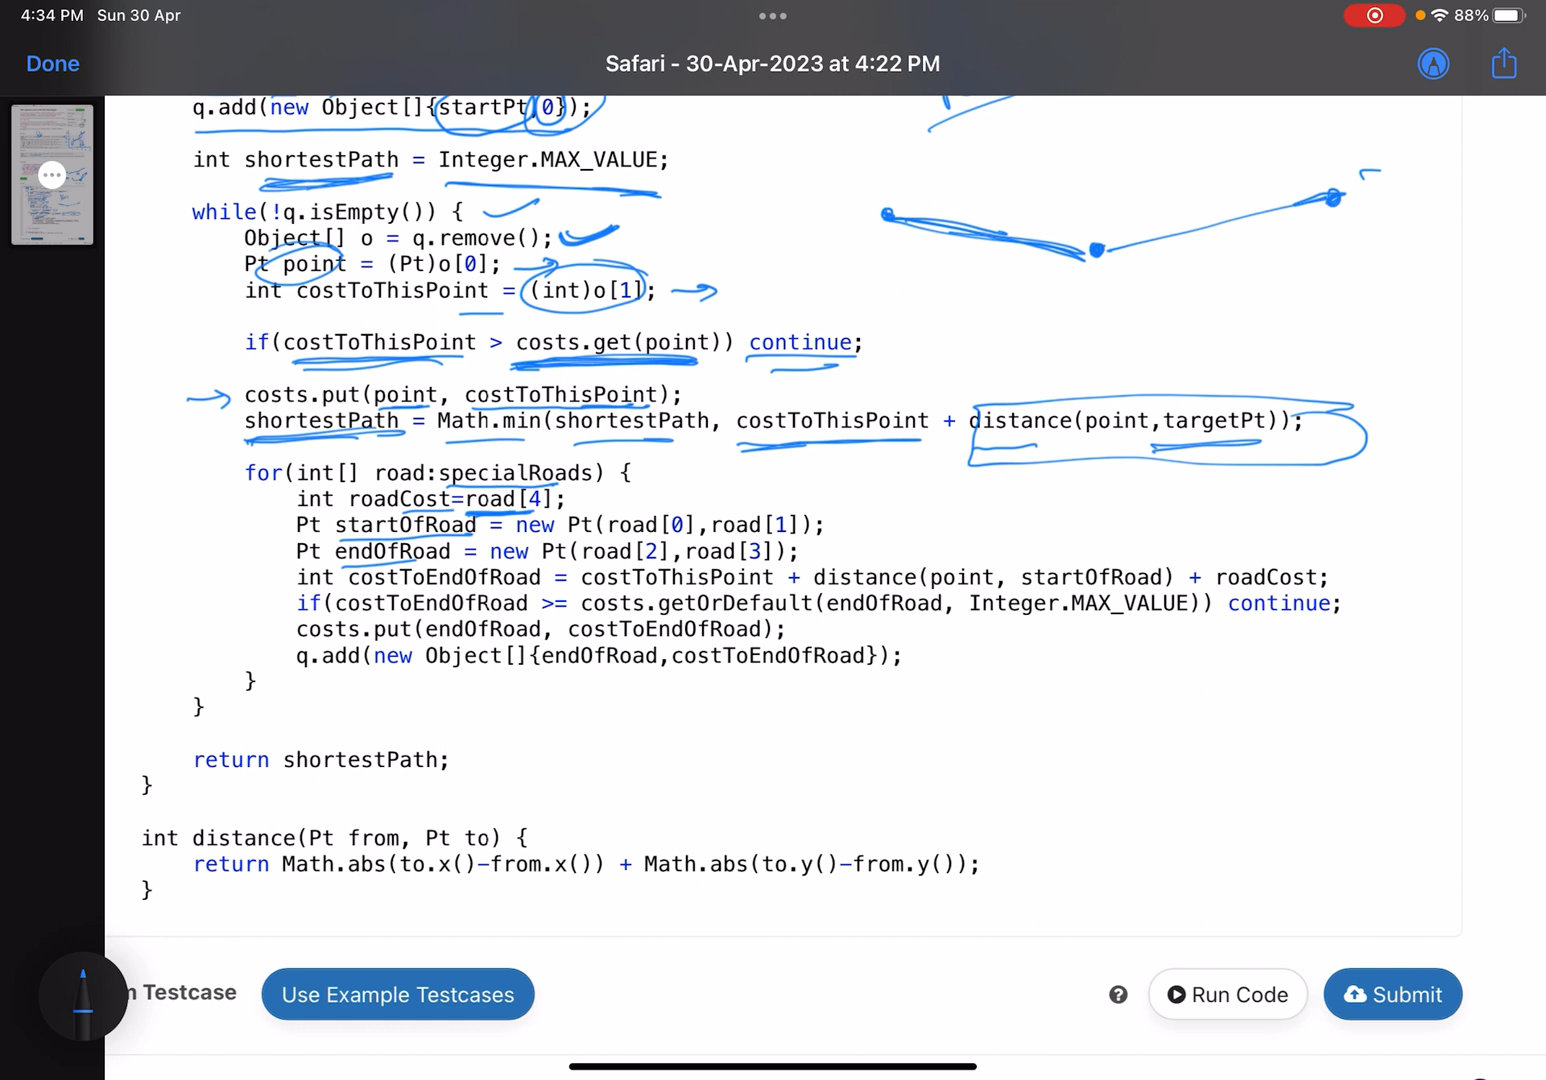 4:34 PM Sun 30 Apr
88%
Done
Safari - 30-Apr-2023 at 4:22 PM
q.add(new Object[]{startPt,0});
int shortestPath = Integer.MAX_VALUE;
while(!q.isEmpty()) {
Object[] o = q.remove();
Pt point = (Pt)o[0];
int costToThisPoint = (int)o[1];
if(costToThisPoint > costs.get(point)) continue;
costs.put(point, costToThisPoint);
shortestPath = Math.min(shortestPath, costToThisPoint + distance(point,targetPt));
for(int[] road:specialRoads) {
int roadCost=road[4];
Pt startOfRoad = new Pt(road[0],road[1]);
Pt endOfRoad = new Pt(road[2],road[3]);
int costToEndOfRoad = costToThisPoint + distance(point, startOfRoad) + roadCost;
if(costToEndOfRoad >= costs.getOrDefault(endOfRoad, Integer.MAX_VALUE)) continue;
costs.put(endOfRoad, costToEndOfRoad);
q.add(new Object[]{endOfRoad,costToEndOfRoad});
}
}
return shortestPath;
}
int distance(Pt from, Pt to) {
return Math.abs(to.x()-from.x()) + Math.abs(to.y()-from.y());
}
Testcase
Use Example Testcases
? Run Code
Submit